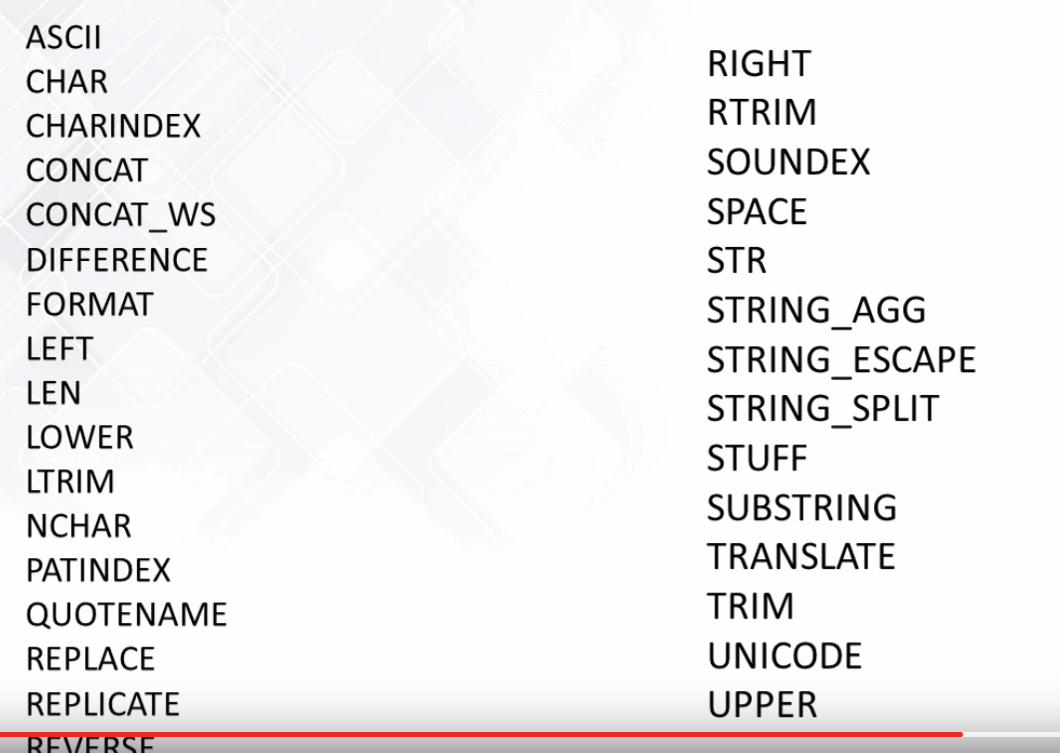 ASCII
CHAR
CHARINDEX
CONCAT
CONCAT_WS
DIFFERENCE
FORMAT
LEFT
LEN
LOWER
LTRIM
NCHAR
PATINDEX
QUOTENAME
REPLACE
REPLICATE
REVERSE
RIGHT
RTRIM
SOUNDEX
SPACE
STR
STRING_AGG
STRING_ESCAPE
STRING_SPLIT
STUFF
SUBSTRING
TRANSLATE
TRIM
UNICODE
UPPER